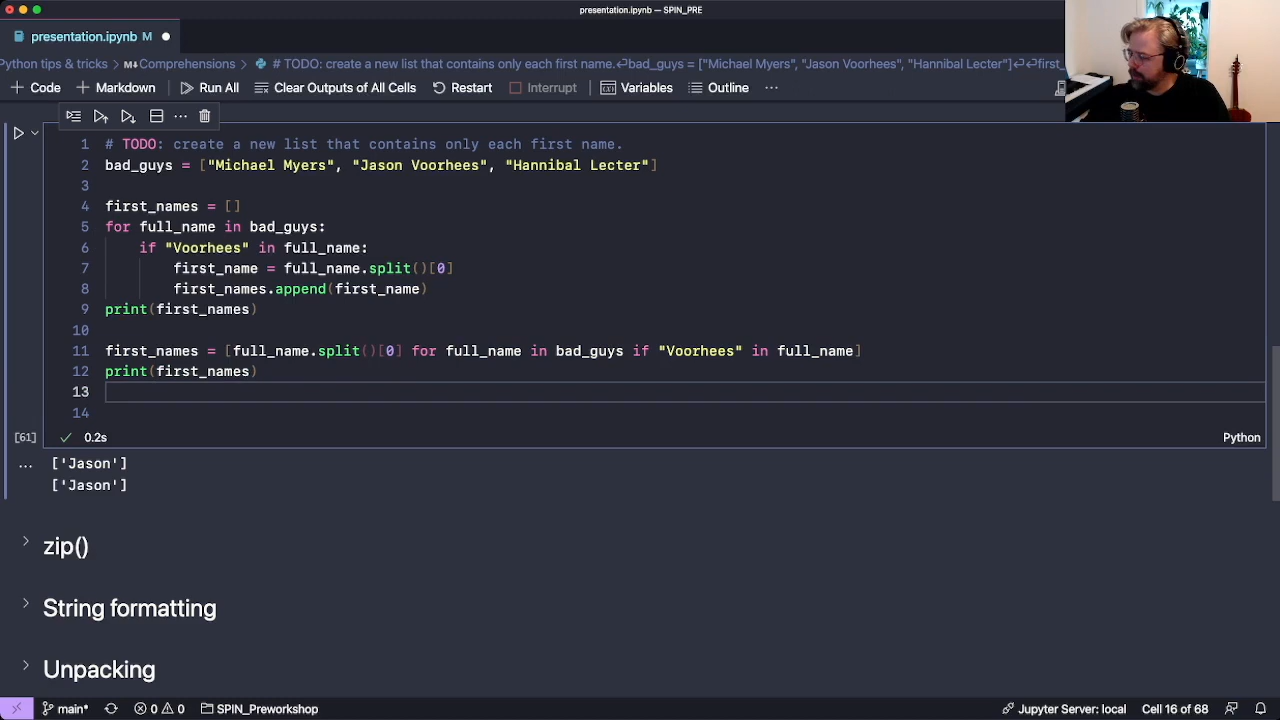 presentation.ipynb — SPIN_PRE
presentation.ipynb M
Python tips & tricks > M↓Comprehensions > # TODO: create a new list that contains only each first name.↵bad_guys = ["Michael Myers", "Jason Voorhees", "Hannibal Lecter"]↵↵first_
+ Code + Markdown Run All Clear Outputs of All Cells Restart Interrupt Variables Outline ...
1 # TODO: create a new list that contains only each first name.
2 bad_guys = ["Michael Myers", "Jason Voorhees", "Hannibal Lecter"]
3
4 first_names = []
5 for full_name in bad_guys:
6 if "Voorhees" in full_name:
7 first_name = full_name.split()[0]
8 first_names.append(first_name)
9 print(first_names)
10
11 first_names = [full_name.split()[0] for full_name in bad_guys if "Voorhees" in full_name]
12 print(first_names)
13
14
[61] ✓ 0.2s Python
... ['Jason']
['Jason']
> zip()
> String formatting
> Unpacking
main* 0 0 SPIN_Preworkshop Jupyter Server: local Cell 16 of 68